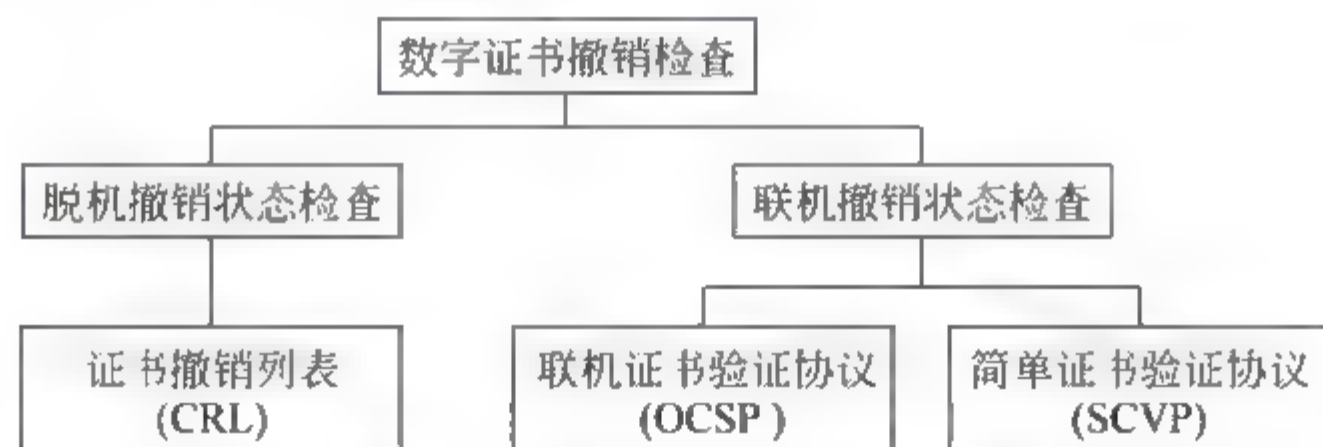 数字证书撤销检查
脱机撤销状态检查
联机撤销状态检查
证书撤销列表
(CRL)
联机证书验证协议
(OCSP)
简单证书验证协议
(SCVP)